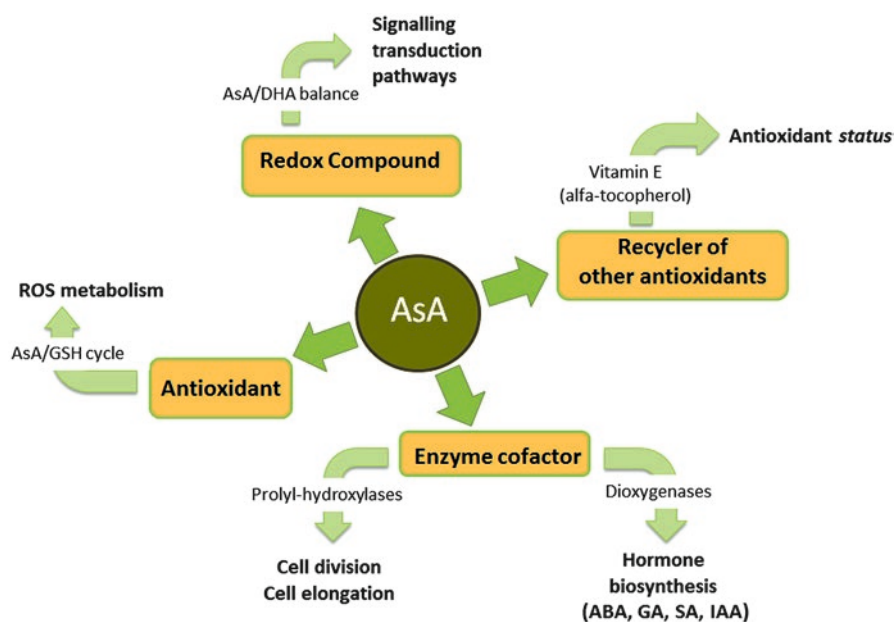 Signalling
transduction
pathways
AsA/DHA balance
Redox Compound
Antioxidant status
Vitamin E
(alfa-tocopherol)
Recycler of
other antioxidants
AsA
ROS metabolism
AsA/GSH cycle
Antioxidant
Enzyme cofactor
Prolyl-hydroxylases
Dioxygenases
Cell division
Cell elongation
Hormone
biosynthesis
(ABA, GA, SA, IAA)